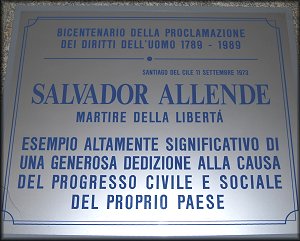 BICENTENARIO DELLA PROCLAMAZIONE
DEI DIRITTI DELL'UOMO 1789 - 1989
SANTIAGO DEL CILE 11 SETTEMBRE 1973
SALVADOR ALLENDE
MARTIRE DELLA LIBERTÁ
ESEMPIO ALTAMENTE SIGNIFICATIVO DI
UNA GENEROSA DEDIZIONE ALLA CAUSA
DEL PROGRESSO CIVILE E SOCIALE
DEL PROPRIO PAESE